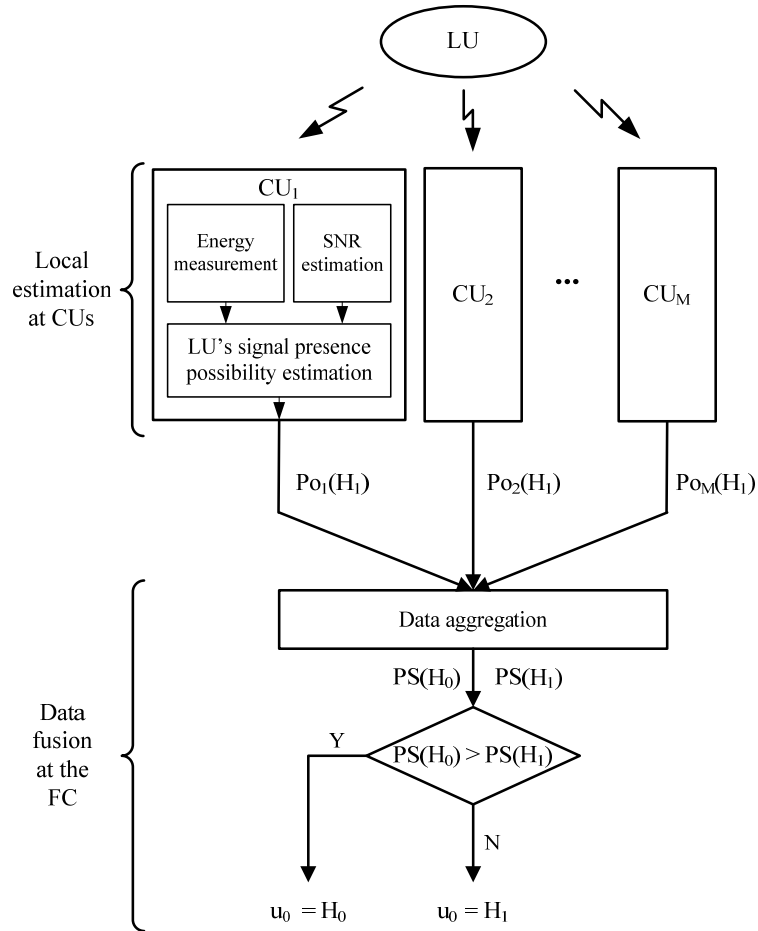 LU
CU₁
Energy
measurement
SNR
estimation
LU's signal presence
possibility estimation
CU₂
...
CU_M
Local
estimation
at CUs
Po₁(H₁)
Po₂(H₁)
Po_M(H₁)
Data aggregation
PS(H₀)
PS(H₁)
PS(H₀) > PS(H₁)
Y
N
Data
fusion
at the
FC
u₀ = H₀
u₀ = H₁